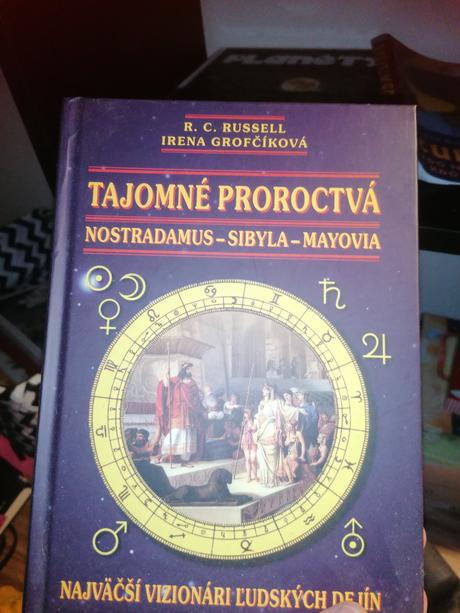 R. C. RUSSELL
IRENA GROFČÍKOVÁ
TAJOMNÉ PROROCTVÁ
NOSTRADAMUS – SIBYLA – MAYOVIA
NAJVÄČŠÍ VIZIONÁRI ĽUDSKÝCH DEJÍN